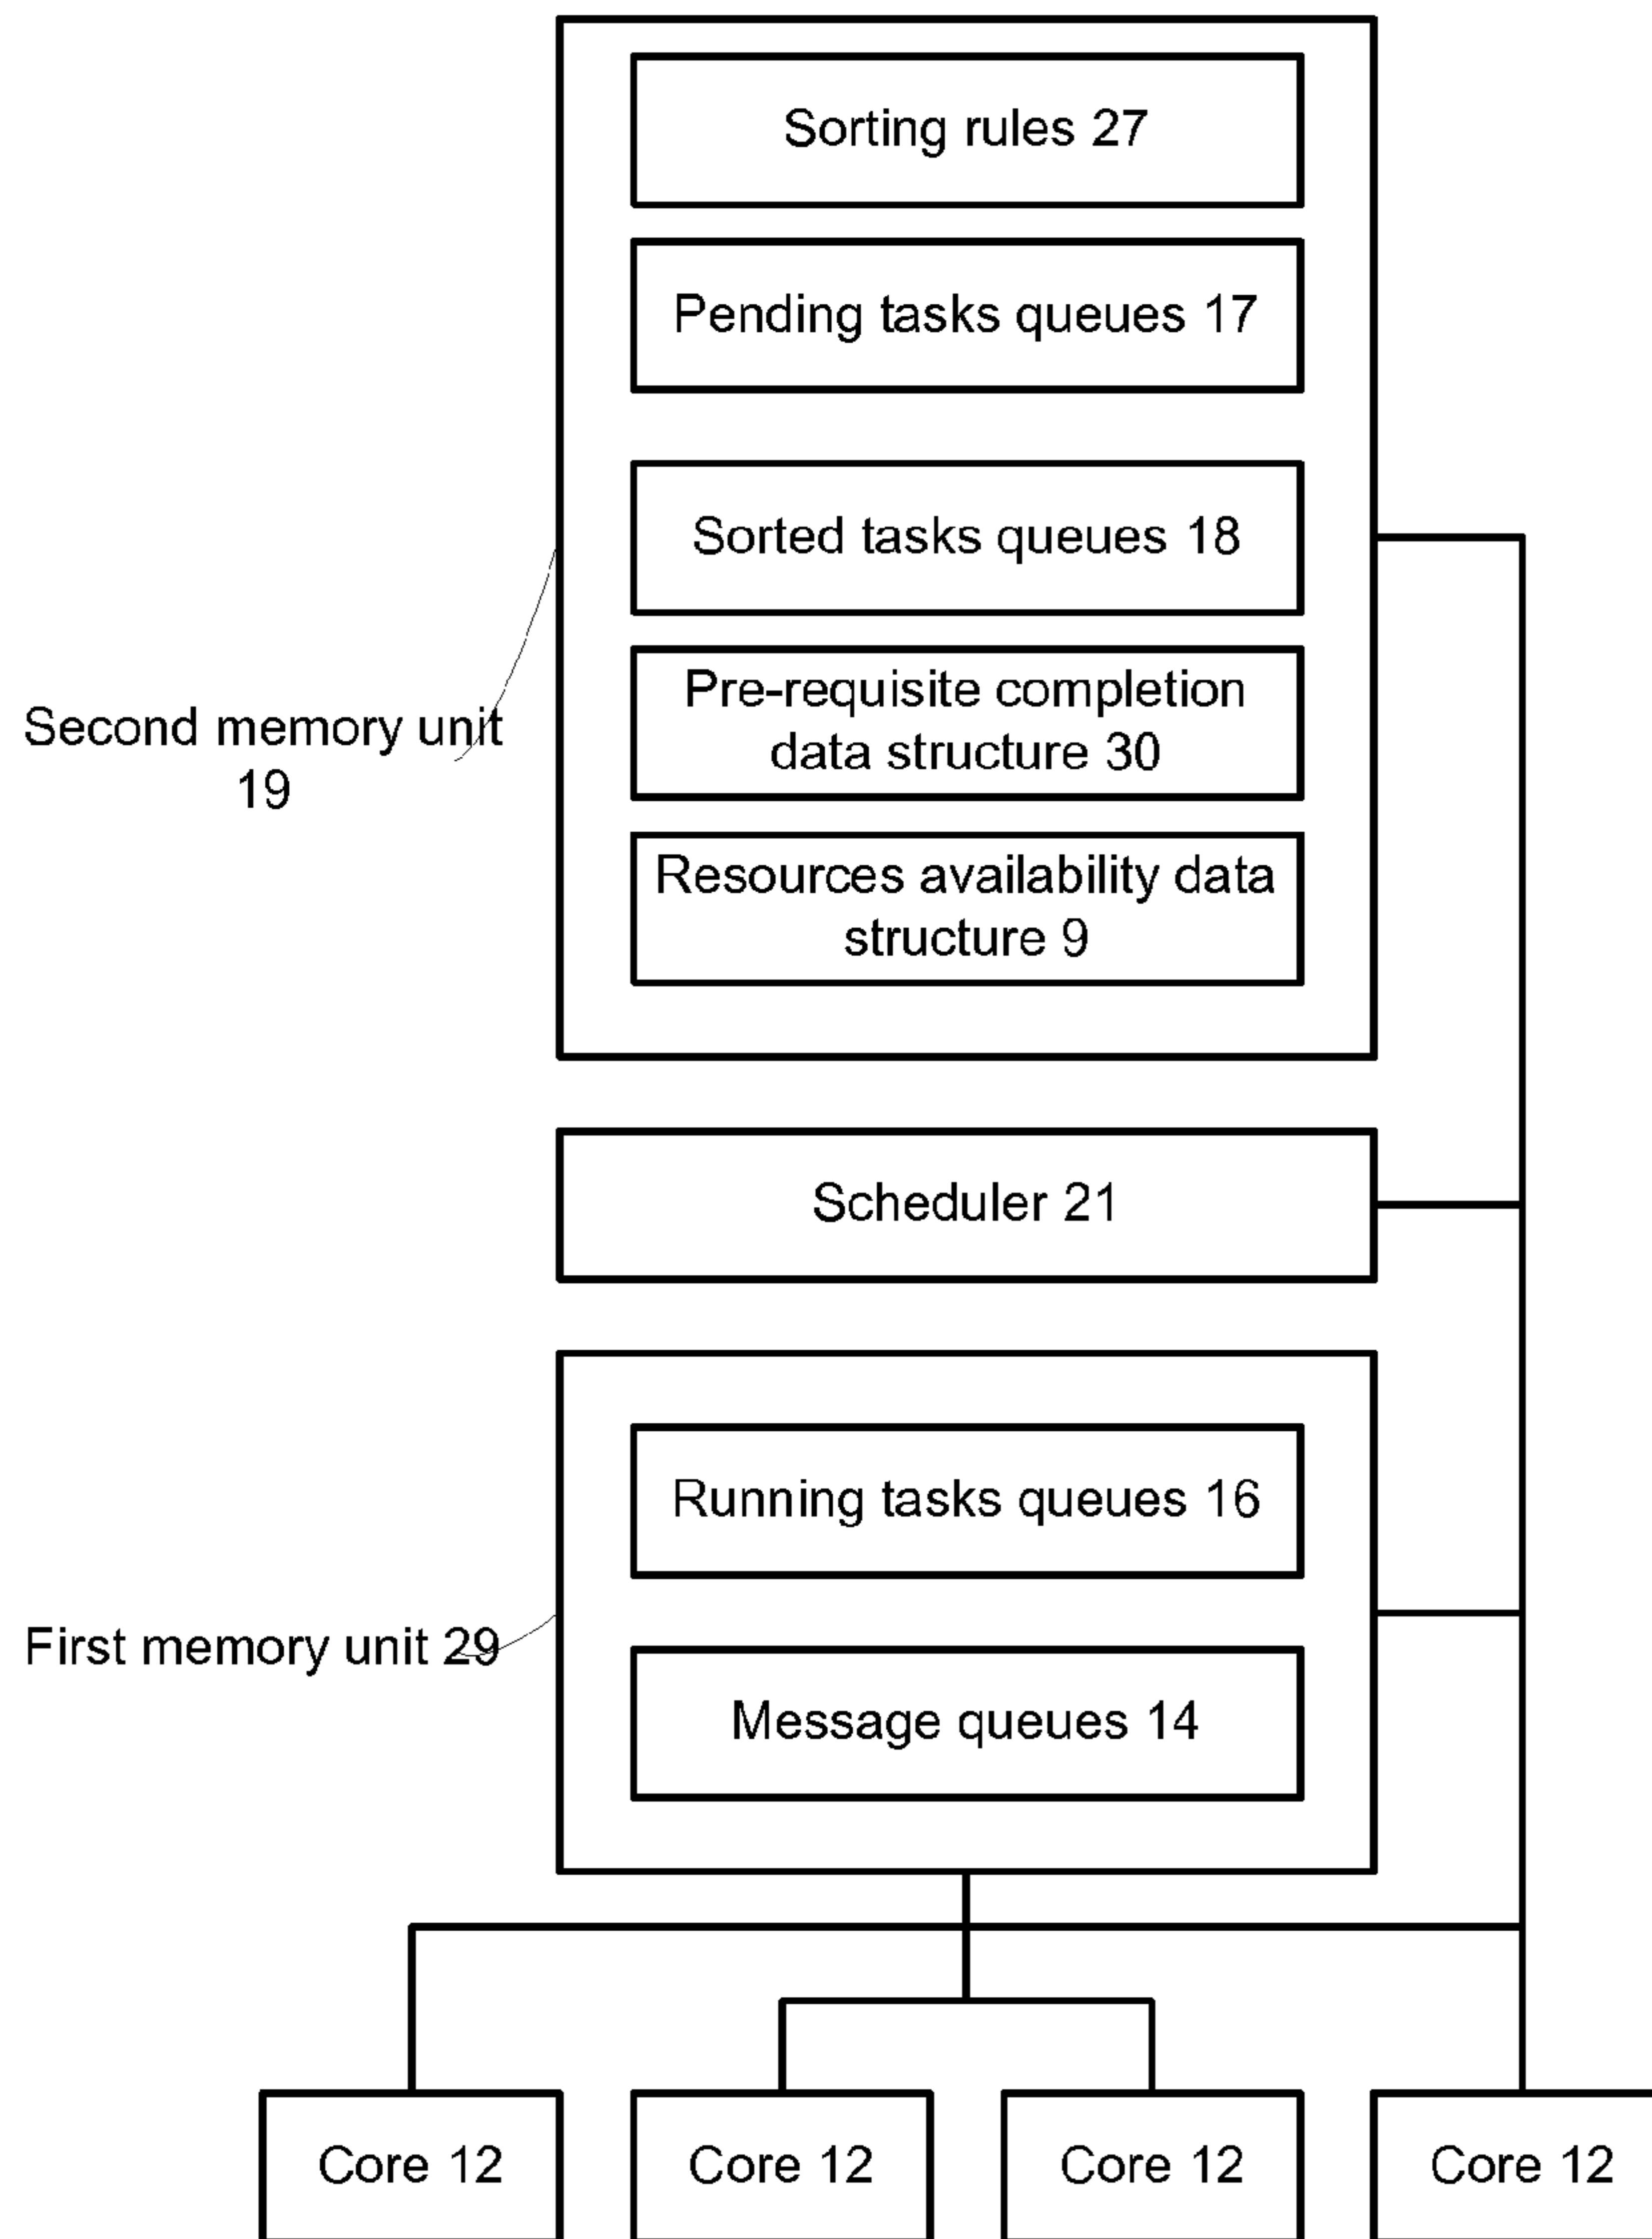 Sorting rules 27
Pending tasks queues 17
Sorted tasks queues 18
Pre-requisite completion
data structure 30
Second memory unit
19
Resources availability data
structure 9
Scheduler 21
Running tasks queues 16
First memory unit 29
Message queues 14
Core 12
Core 12
Core 12
Core 12